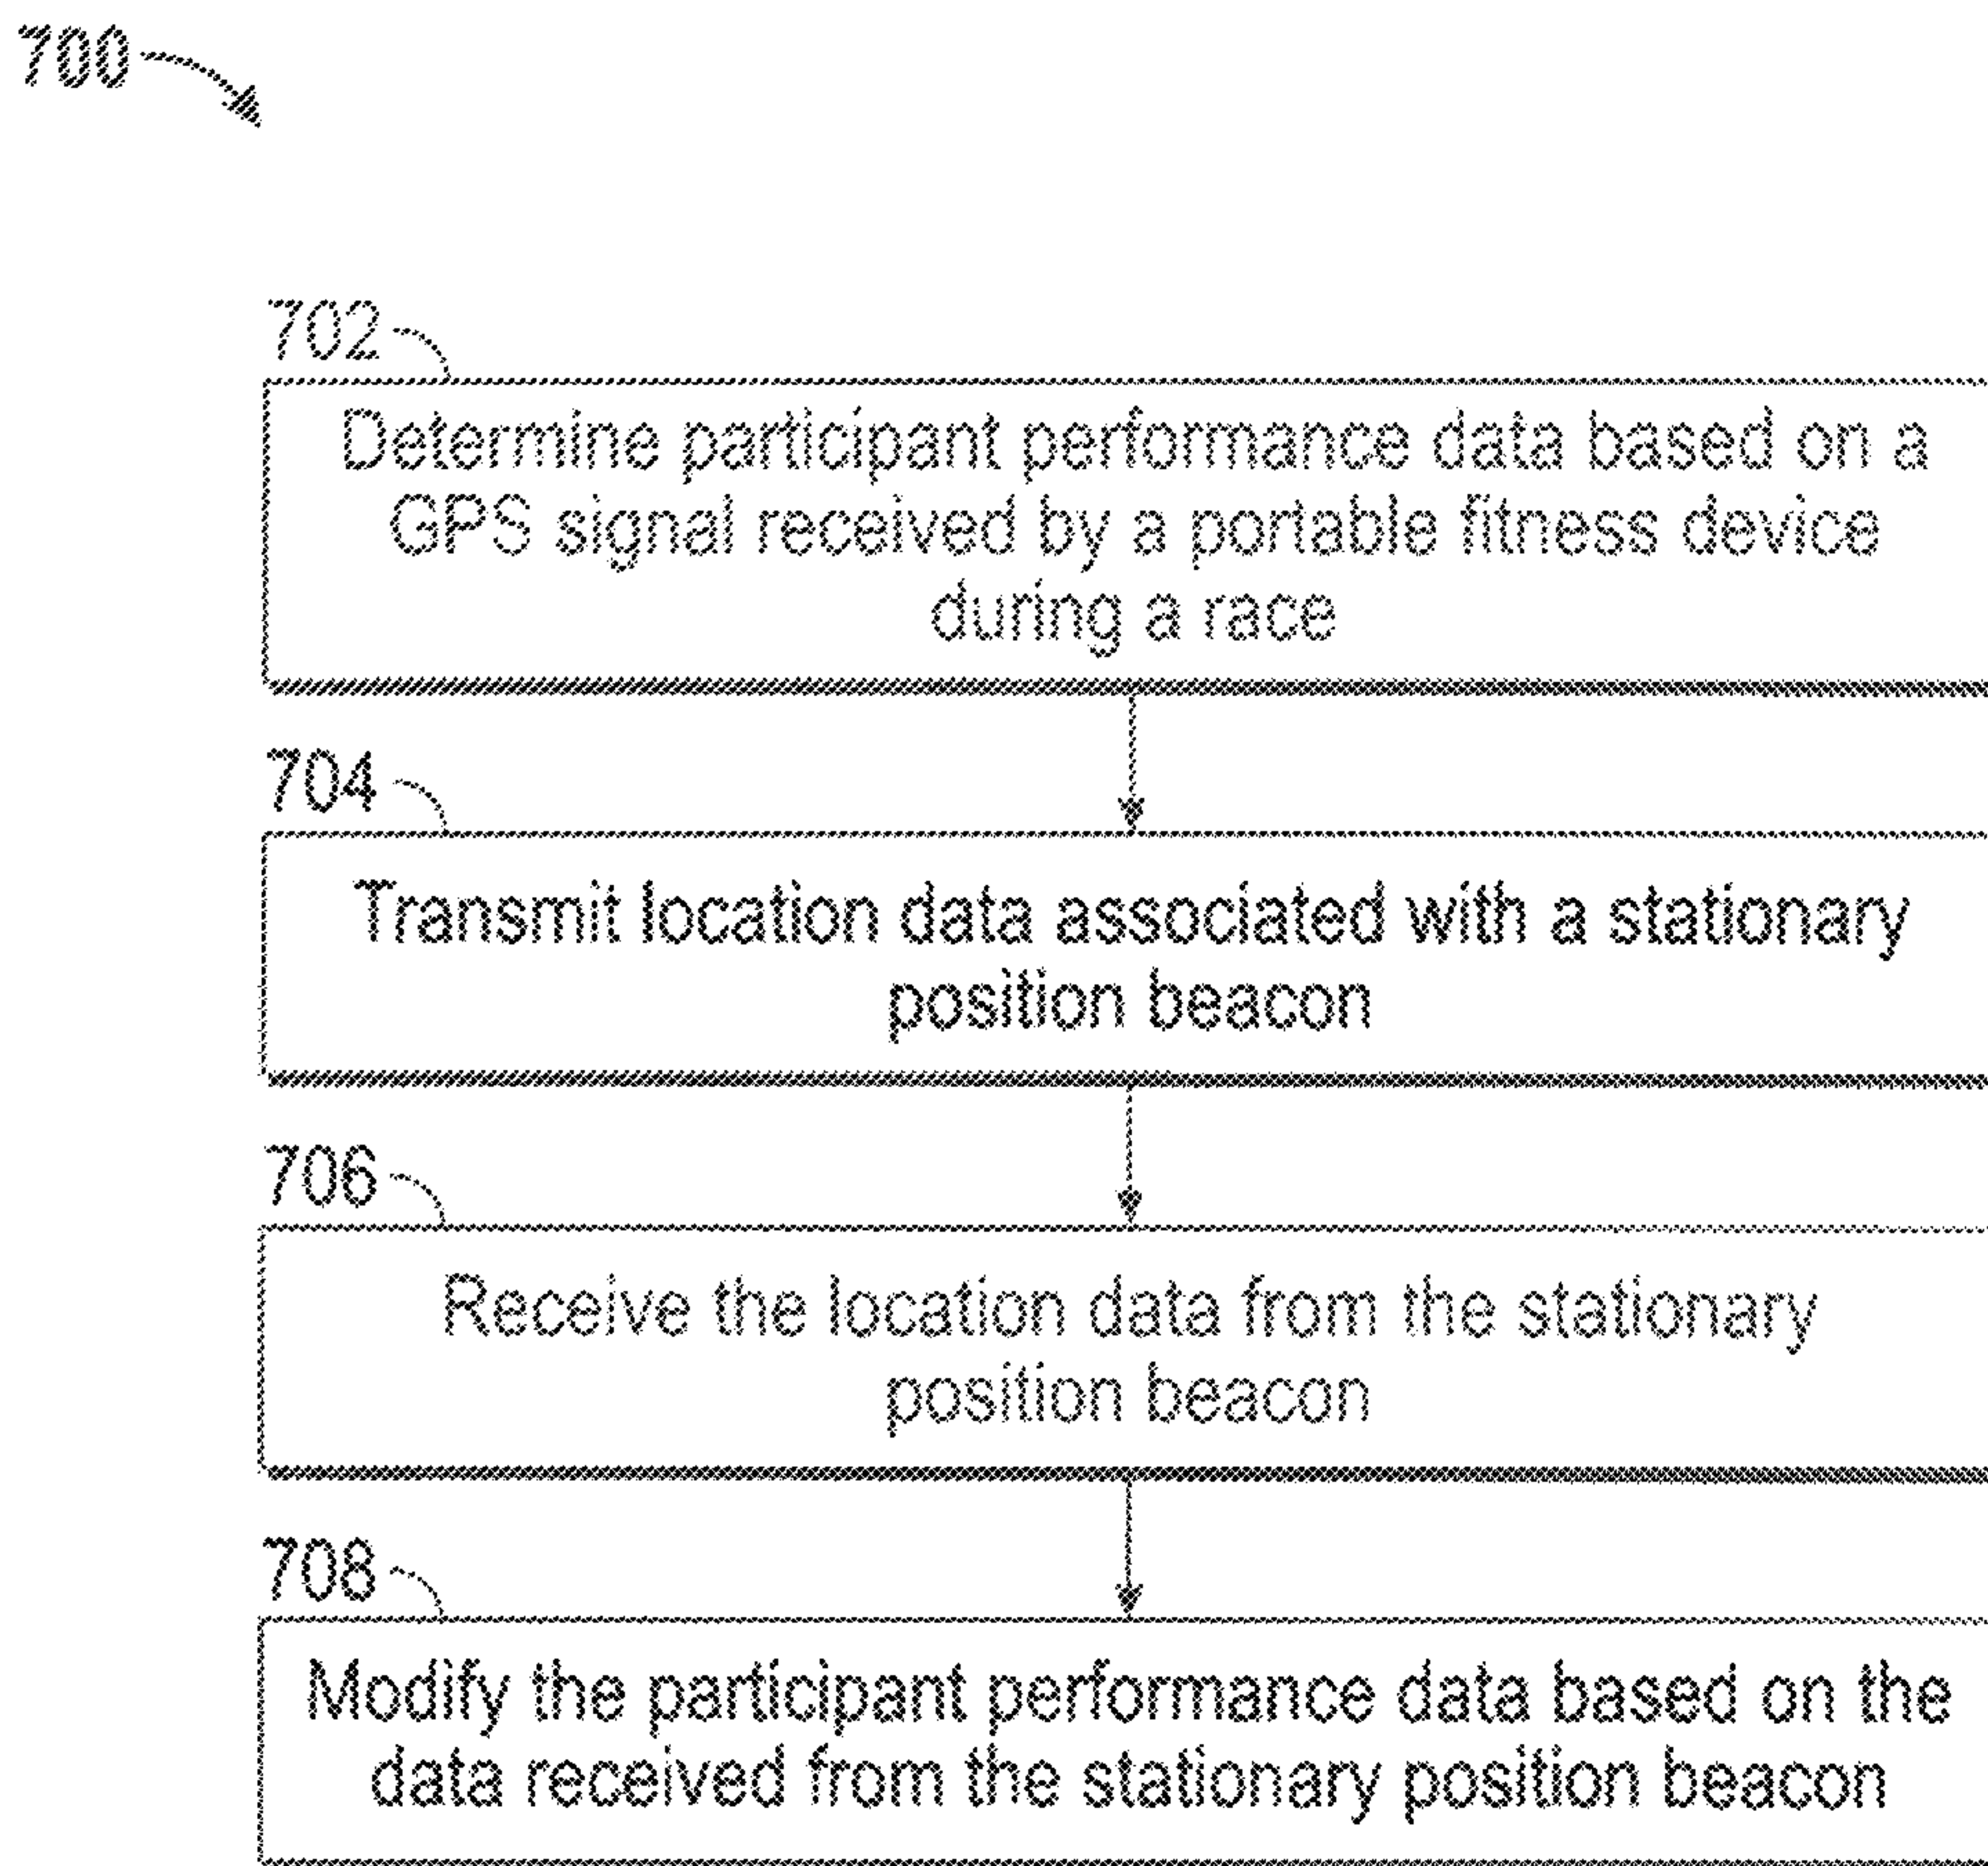 700
702
Determine participant performance data based on a
GPS signal received by a portable fitness device
during a race
704
Transmit location data associated with a stationary
position beacon
706
Receive the location data from the stationary
position beacon
708
Modify the participant performance data based on the
data received from the stationary position beacon